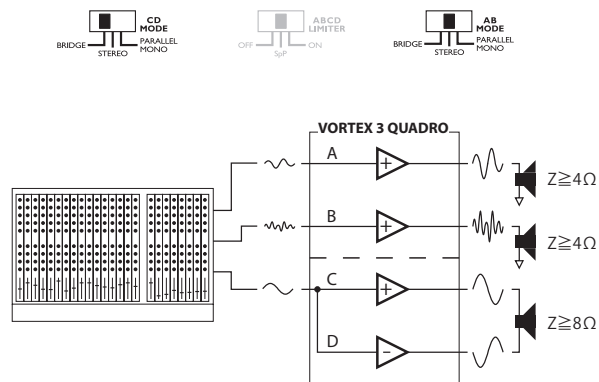 CD
MODE
BRIDGE
STEREO
PARALLEL
MONO
ABCD
LIMITER
OFF
SpP
ON
AB
MODE
BRIDGE
STEREO
PARALLEL
MONO
VORTEX 3 QUADRO
A
Z≧4Ω
B
Z≧4Ω
C
Z≧8Ω
D